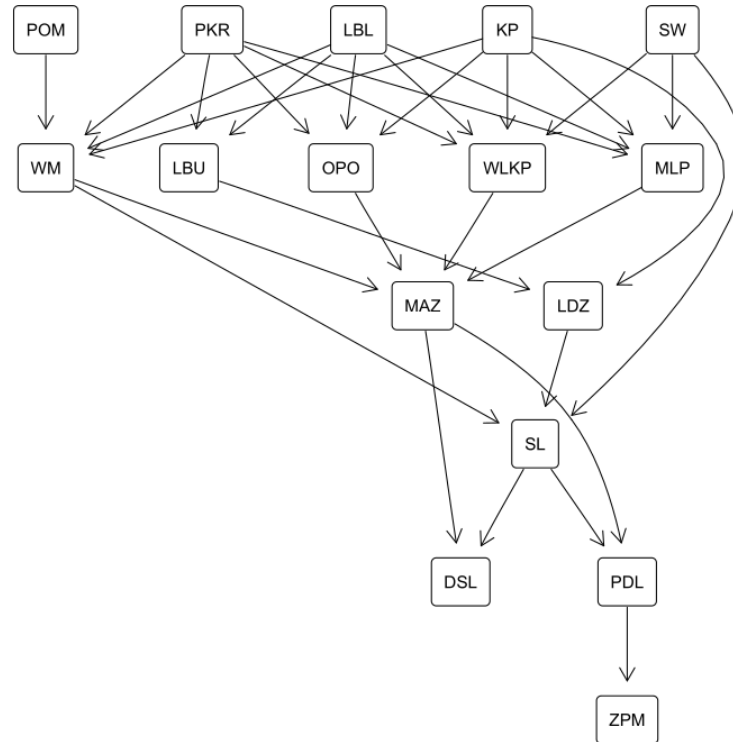 POM PKR LBL KP SW
WM LBU OPO WLKP MLP
MAZ LDZ
SL
DSL PDL
ZPM